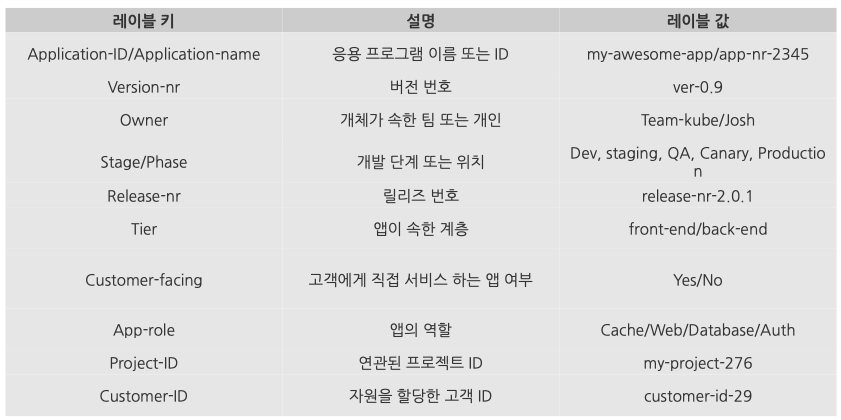 레이블 키 설명 레이블 값
Application-ID/Application-name 응용 프로그램 이름 또는 ID my-awesome-app/app-nr-2345
Version-nr 버전 번호 ver-0.9
Owner 개체가 속한 팀 또는 개인 Team-kube/Josh
Stage/Phase 개발 단계 또는 위치 Dev, staging, QA, Canary, Productio
n
Release-nr 릴리즈 번호 release-nr-2.0.1
Tier 앱이 속한 계층 front-end/back-end
Customer-facing 고객에게 직접 서비스 하는 앱 여부 Yes/No
App-role 앱의 역할 Cache/Web/Database/Auth
Project-ID 연관된 프로젝트 ID my-project-276
Customer-ID 자원을 할당한 고객 ID customer-id-29